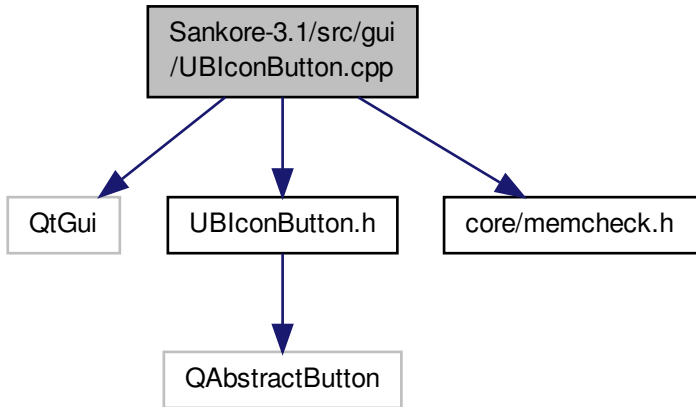 Sankore-3.1/src/gui
/UBIconButton.cpp
QtGui
UBIconButton.h
core/memcheck.h
QAbstractButton